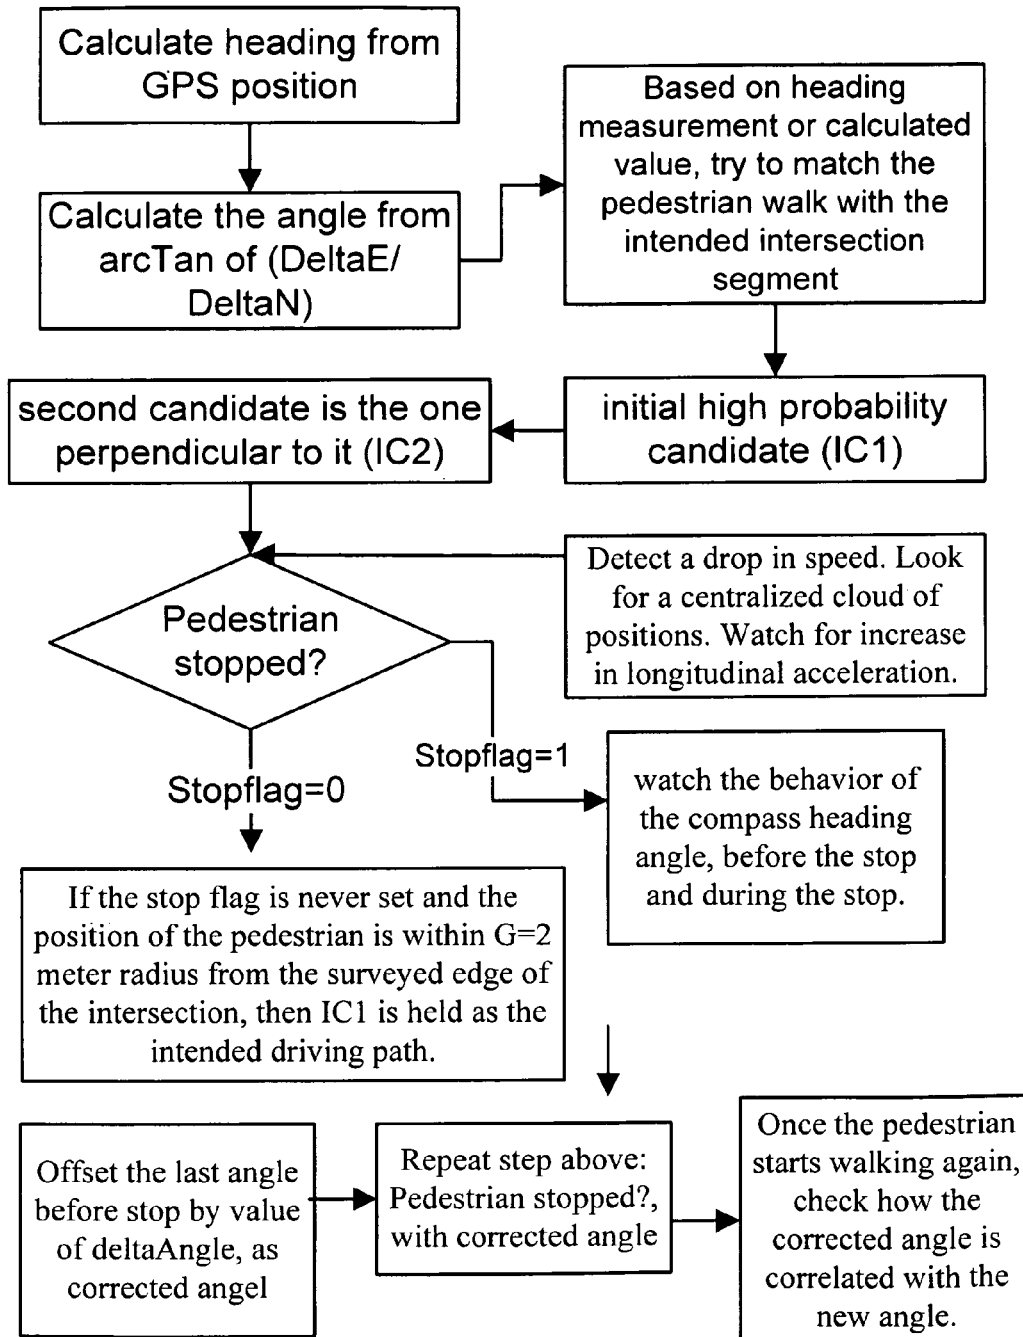 Calculate heading from
GPS position
Calculate the angle from
arcTan of (DeltaE/
DeltaN)
Based on heading
measurement or calculated
value, try to match the
pedestrian walk with the
intended intersection
segment
initial high probability
candidate (IC1)
second candidate is the one
perpendicular to it (IC2)
Pedestrian
stopped?
Detect a drop in speed. Look
for a centralized cloud of
positions. Watch for increase
in longitudinal acceleration.
Stopflag=0
Stopflag=1
watch the behavior of
the compass heading
angle, before the stop
and during the stop.
If the stop flag is never set and the
position of the pedestrian is within G=2
meter radius from the surveyed edge of
the intersection, then IC1 is held as the
intended driving path.
Offset the last angle
before stop by value
of deltaAngle, as
corrected angel
Repeat step above:
Pedestrian stopped?,
with corrected angle
Once the pedestrian
starts walking again,
check how the
corrected angle is
correlated with the
new angle.